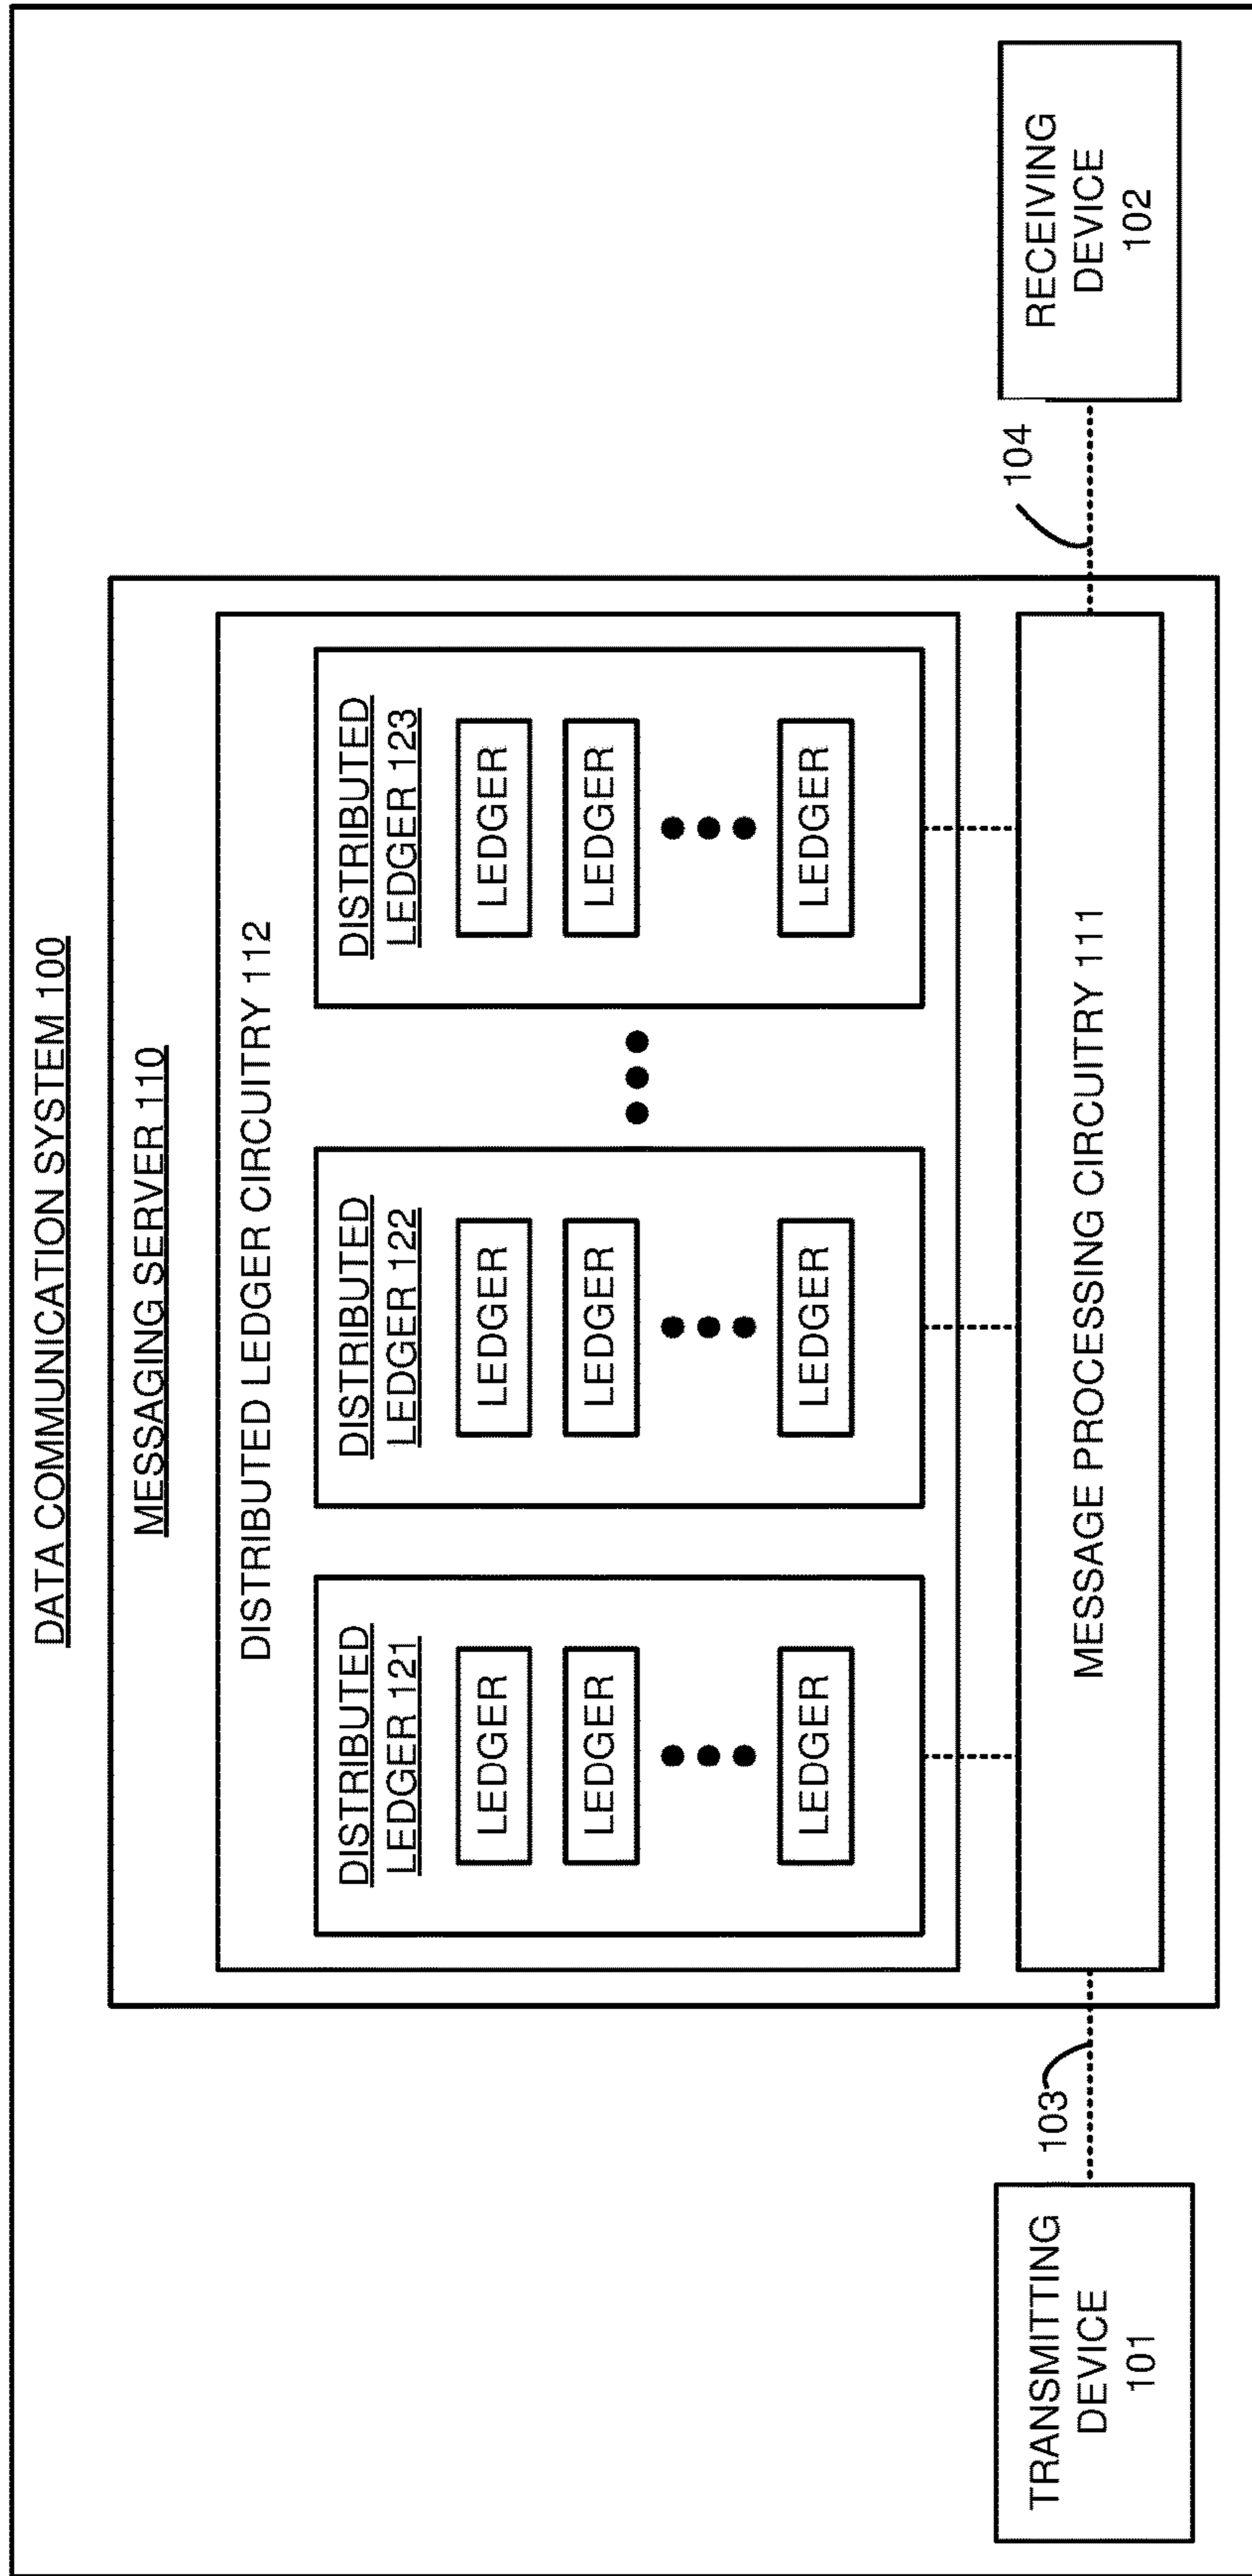 DATA COMMUNICATION SYSTEM 100
MESSAGING SERVER 110
DISTRIBUTED LEDGER CIRCUITRY 112
DISTRIBUTED
LEDGER 121
LEDGER
LEDGER
LEDGER
DISTRIBUTED
LEDGER 122
LEDGER
LEDGER
LEDGER
DISTRIBUTED
LEDGER 123
LEDGER
LEDGER
LEDGER
TRANSMITTING
DEVICE
101
103
MESSAGE PROCESSING CIRCUITRY 111
104
RECEIVING
DEVICE
102